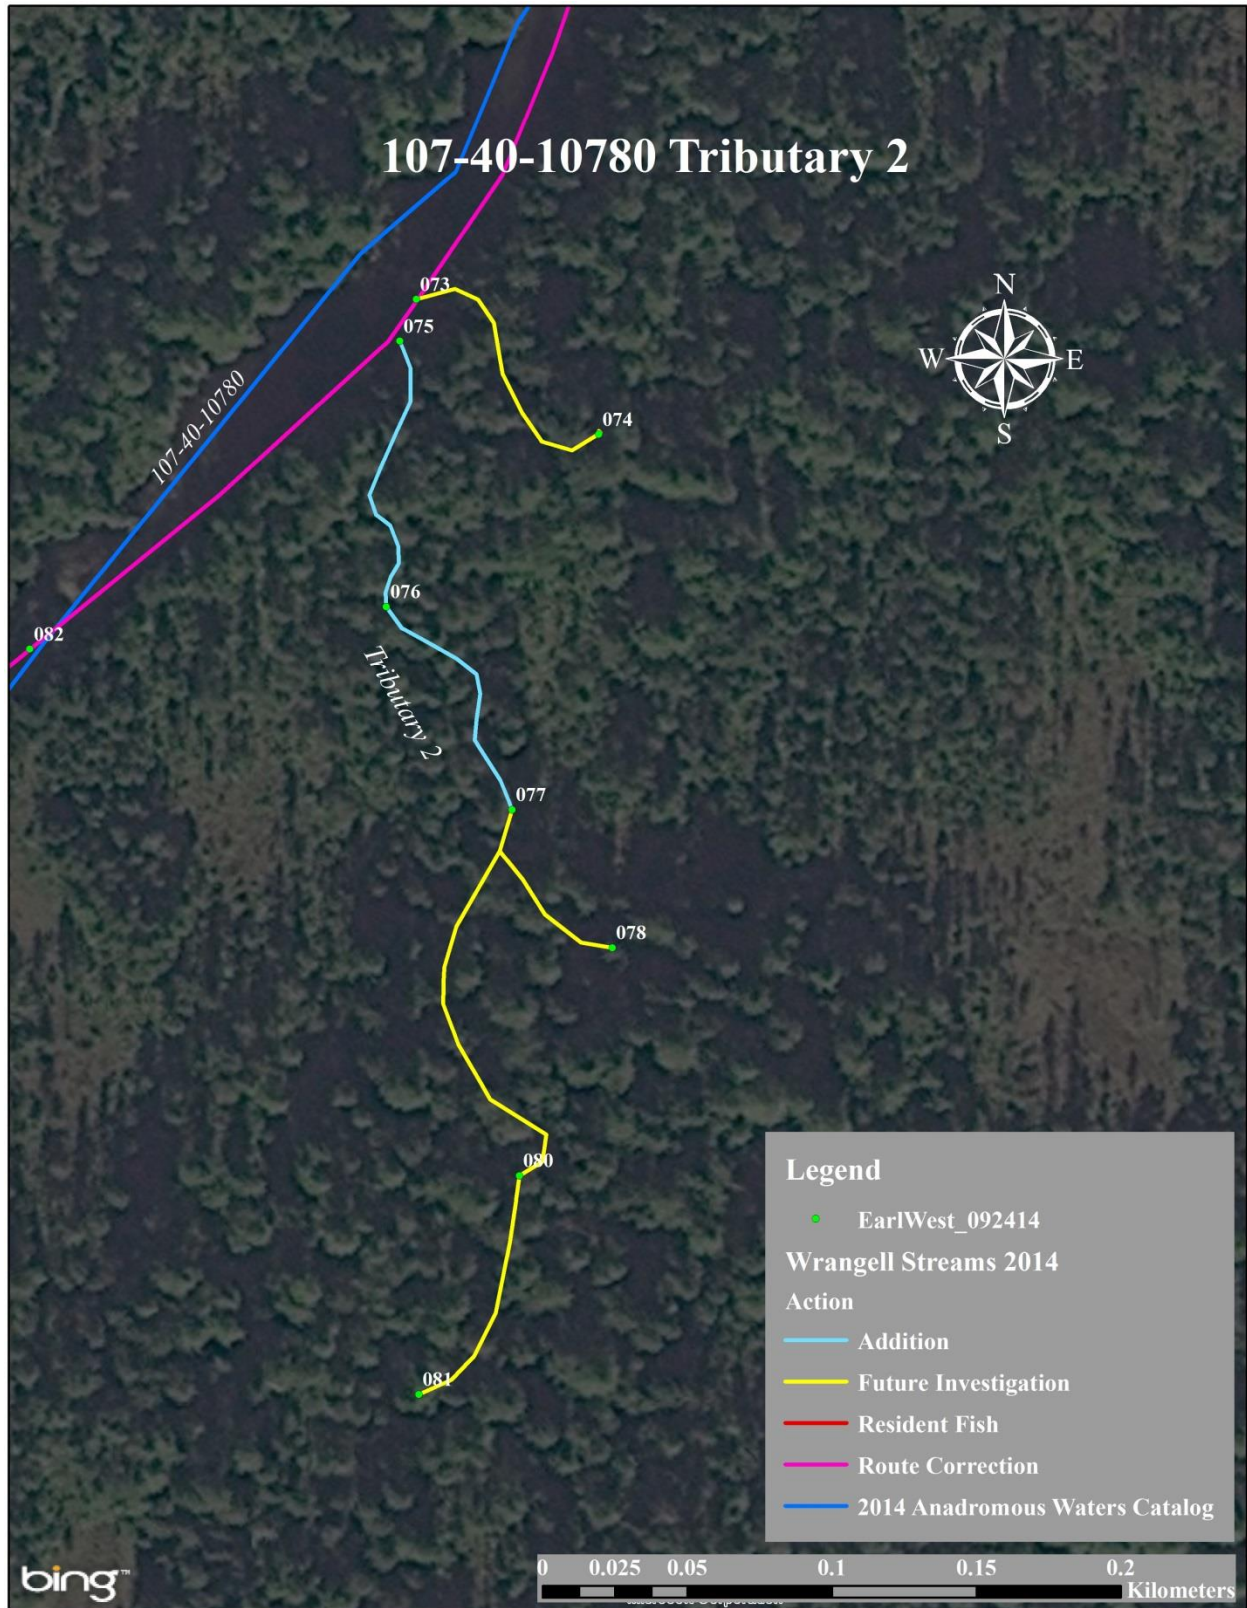 107-40-10780 Tributary 2
073
075
N
W E
S
107-40-10780
074
076
082
Tributary 2
077
078
080
081
Legend
EarlWest_092414
Wrangell Streams 2014
Action
Addition
Future Investigation
Resident Fish
Route Correction
2014 Anadromous Waters Catalog
bing™
0 0.025 0.05 0.1 0.15 0.2
Kilometers